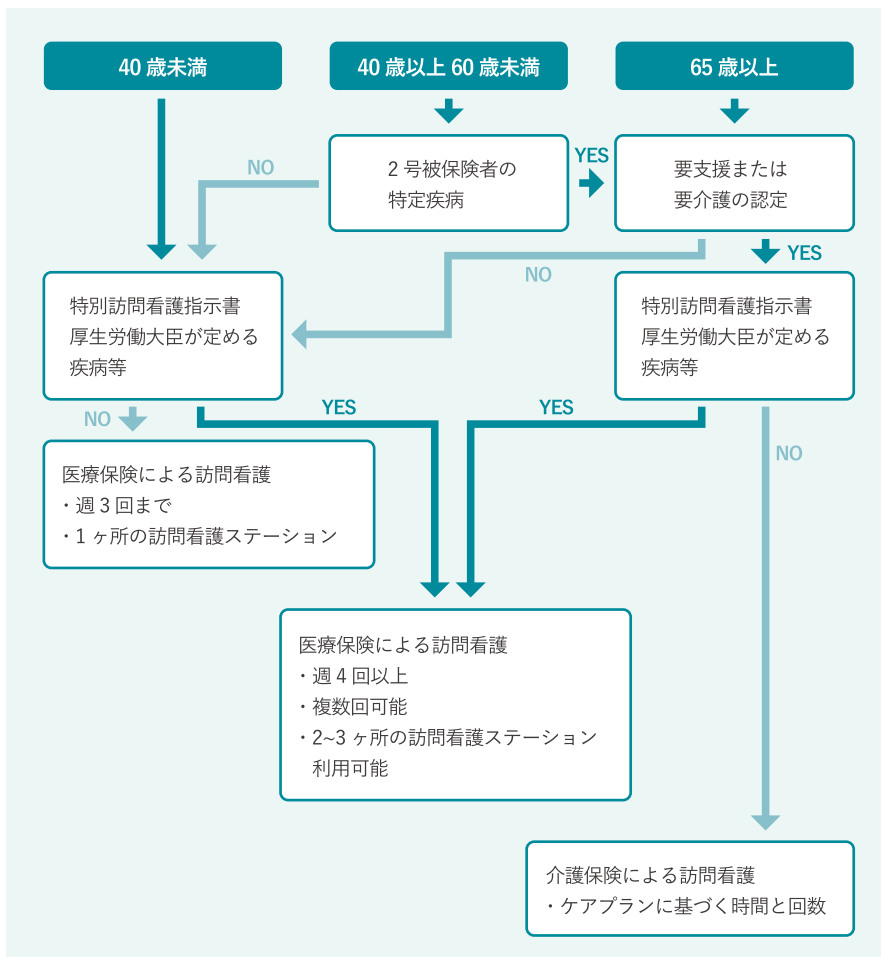 40歳未満
40歳以上60歳未満
65歳以上
2号被保険者の
特定疾病
YES
要支援または
要介護の認定
NO
NO
YES
特別訪問看護指示書
厚生労働大臣が定める
疾病等
特別訪問看護指示書
厚生労働大臣が定める
疾病等
NO
YES
YES
NO
医療保険による訪問看護
・週3回まで
・1ヶ所の訪問看護ステーション
医療保険による訪問看護
・週4回以上
・複数回可能
・2~3ヶ所の訪問看護ステーション
利用可能
介護保険による訪問看護
・ケアプランに基づく時間と回数